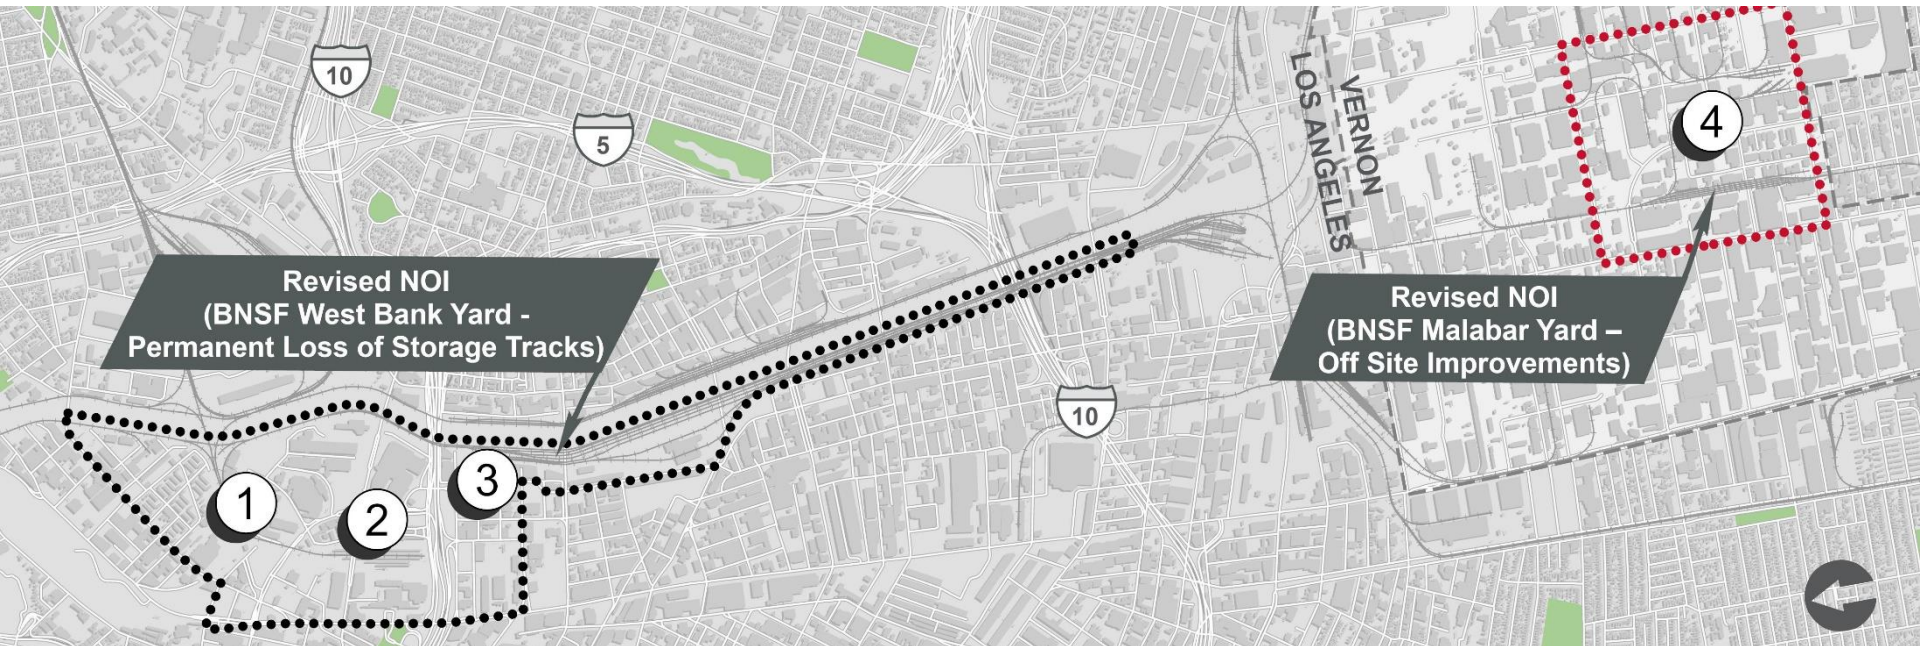 10
5
VERNON
LOS ANGELES
4
Revised NOI
(BNSF West Bank Yard -
Permanent Loss of Storage Tracks)
Revised NOI
(BNSF Malabar Yard –
Off Site Improvements)
10
1
2
3